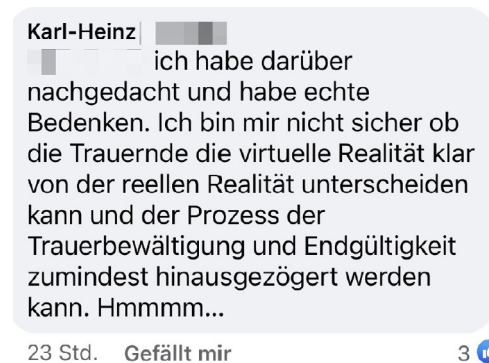 Karl-Heinz
ich habe darüber
nachgedacht und habe echte
Bedenken. Ich bin mir nicht sicher ob
die Trauernde die virtuelle Realität klar
von der reellen Realität unterscheiden
kann und der Prozess der
Trauerbewältigung und Endgültigkeit
zumindest hinausgezögert werden
kann. Hmmmm...
23 Std. Gefällt mir 3